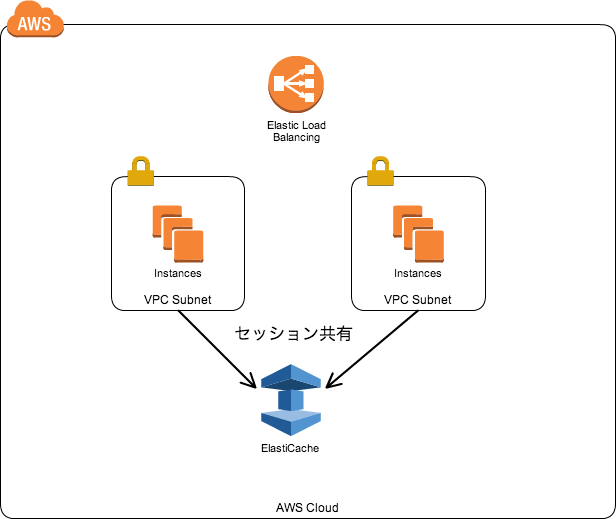 AWS
Elastic Load
Balancing
Instances
Instances
VPC Subnet
VPC Subnet
セッション共有
ElastiCache
AWS Cloud